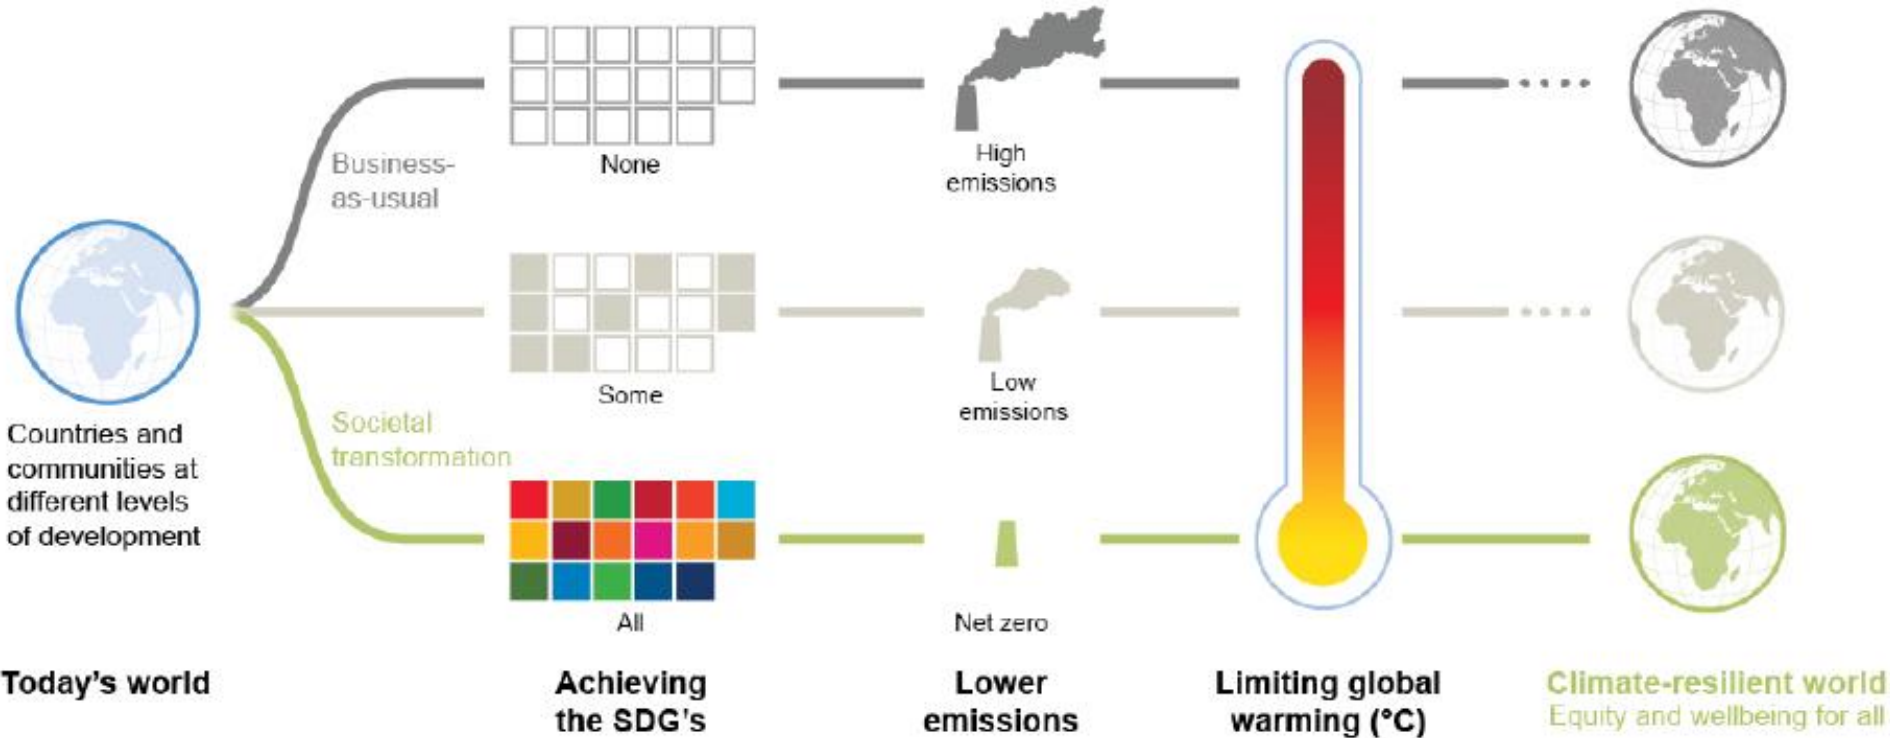 Business-
as-usual
None
High
emissions
Some
Low
emissions
Countries and
communities at
different levels
of development
Societal
transformation
All
Net zero
Today's world
Achieving
the SDG's
Lower
emissions
Limiting global
warming (°C)
Climate-resilient world
Equity and wellbeing for all